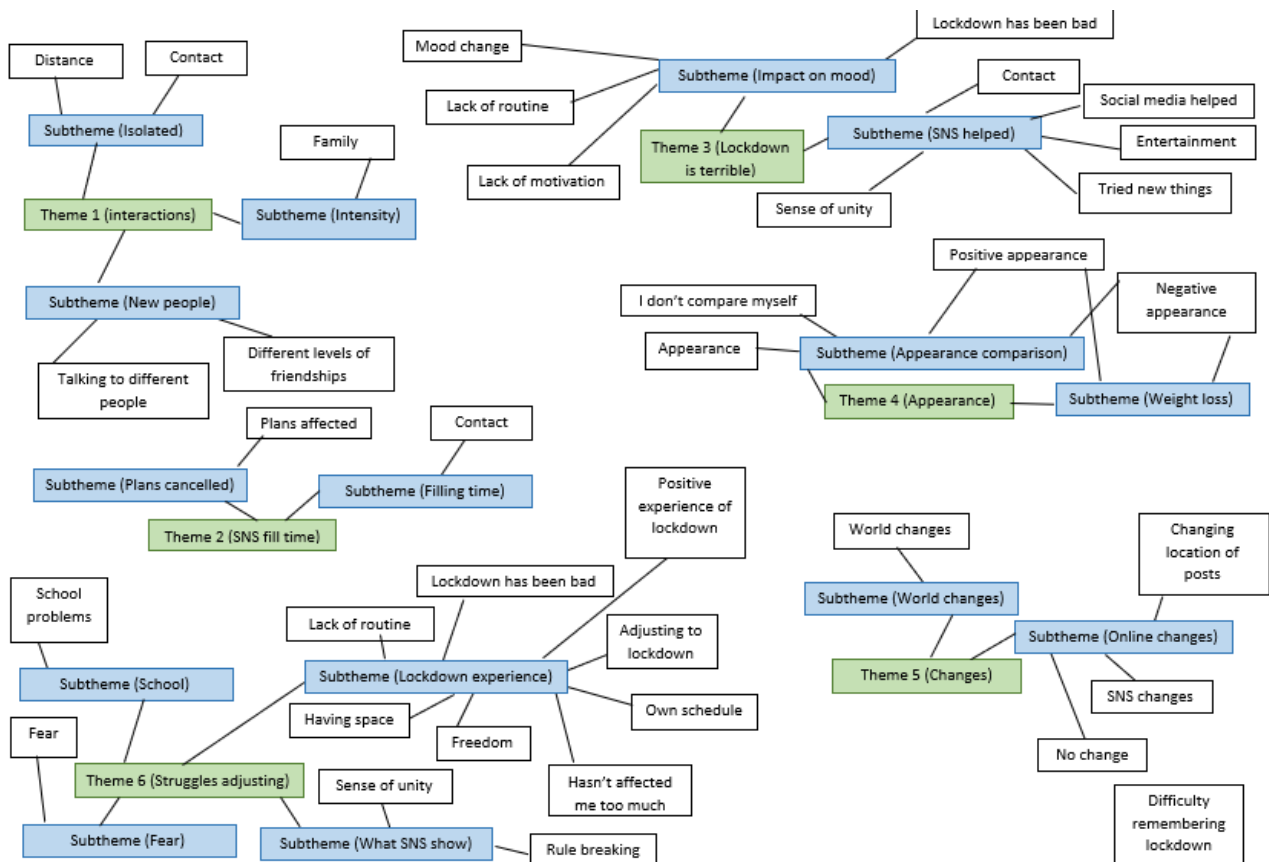 Distance
Contact
Subtheme (Isolated)
Family
Theme 1 (interactions)
Subtheme (Intensity)
Subtheme (New people)
Talking to different
people
Different levels of
friendships
Lockdown has been bad
Mood change
Subtheme (Impact on mood)
Lack of routine
Lack of motivation
Theme 3 (Lockdown
is terrible)
Contact
Social media helped
Subtheme (SNS helped)
Entertainment
Tried new things
Sense of unity
Positive appearance
Negative
appearance
I don't compare myself
Appearance
Subtheme (Appearance comparison)
Theme 4 (Appearance)
Subtheme (Weight loss)
Plans affected
Contact
Subtheme (Plans cancelled)
Subtheme (Filling time)
Theme 2 (SNS fill time)
Positive
experience of
lockdown
School
problems
Lockdown has been bad
Lack of routine
Adjusting to
lockdown
Subtheme (School)
Subtheme (Lockdown experience)
Fear
Having space
Freedom
Own schedule
Hasn't affected
me too much
Theme 6 (Struggles adjusting)
Sense of unity
Subtheme (Fear)
Subtheme (What SNS show)
Rule breaking
World changes
Changing
location of
posts
Subtheme (World changes)
Subtheme (Online changes)
Theme 5 (Changes)
SNS changes
No change
Difficulty
remembering
lockdown